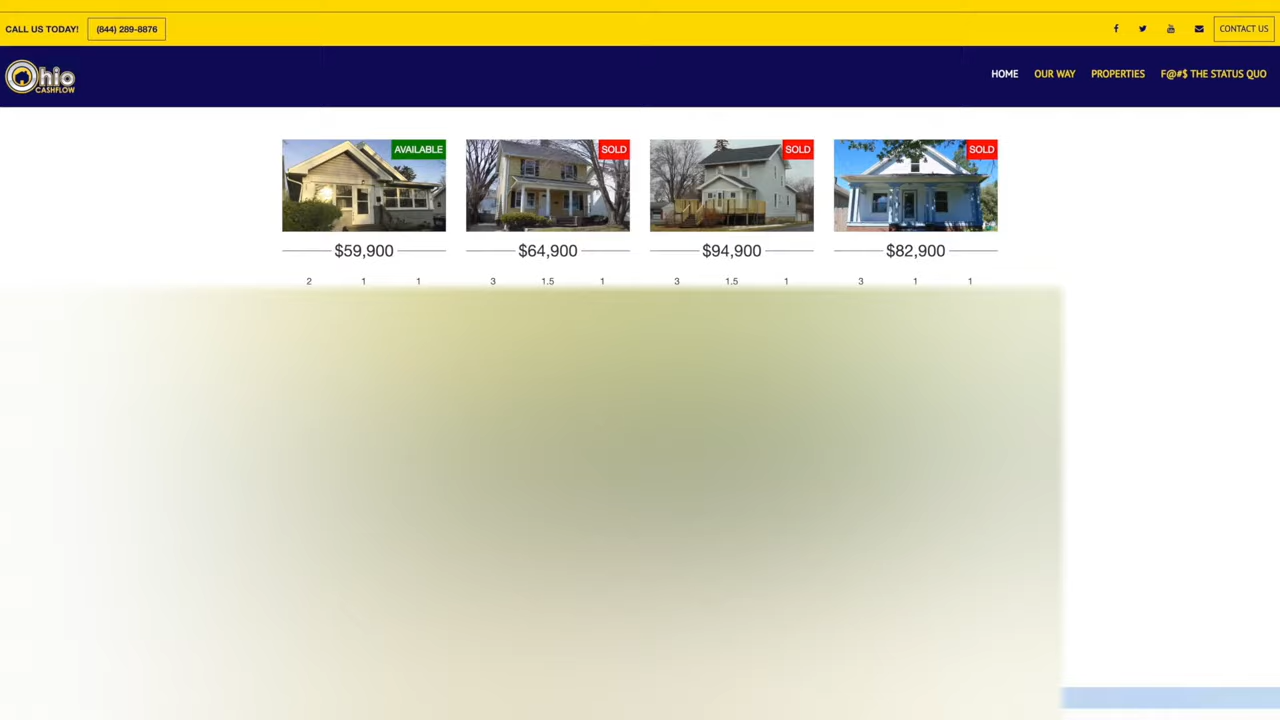 CALL US TODAY! (844) 289-8876 CONTACT US
Ohio CASHFLOW
HOME OUR WAY PROPERTIES F@#$ THE STATUS QUO
AVAILABLE SOLD SOLD SOLD
$59,900 $64,900 $94,900 $82,900
2 1 1 3 1.5 1 3 1.5 1 3 1 1